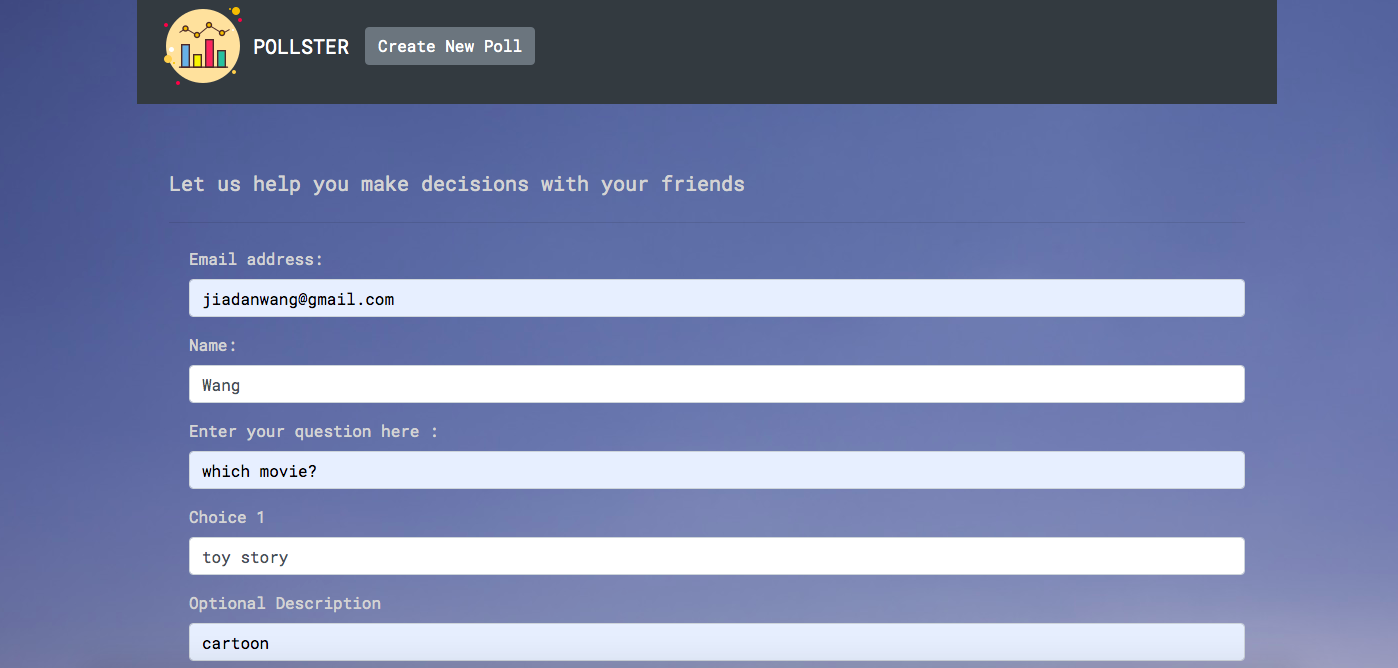 POLLSTER Create New Poll
Let us help you make decisions with your friends
Email address:
jiadanwang@gmail.com
Name:
Wang
Enter your question here :
which movie?
Choice 1
toy story
Optional Description
cartoon